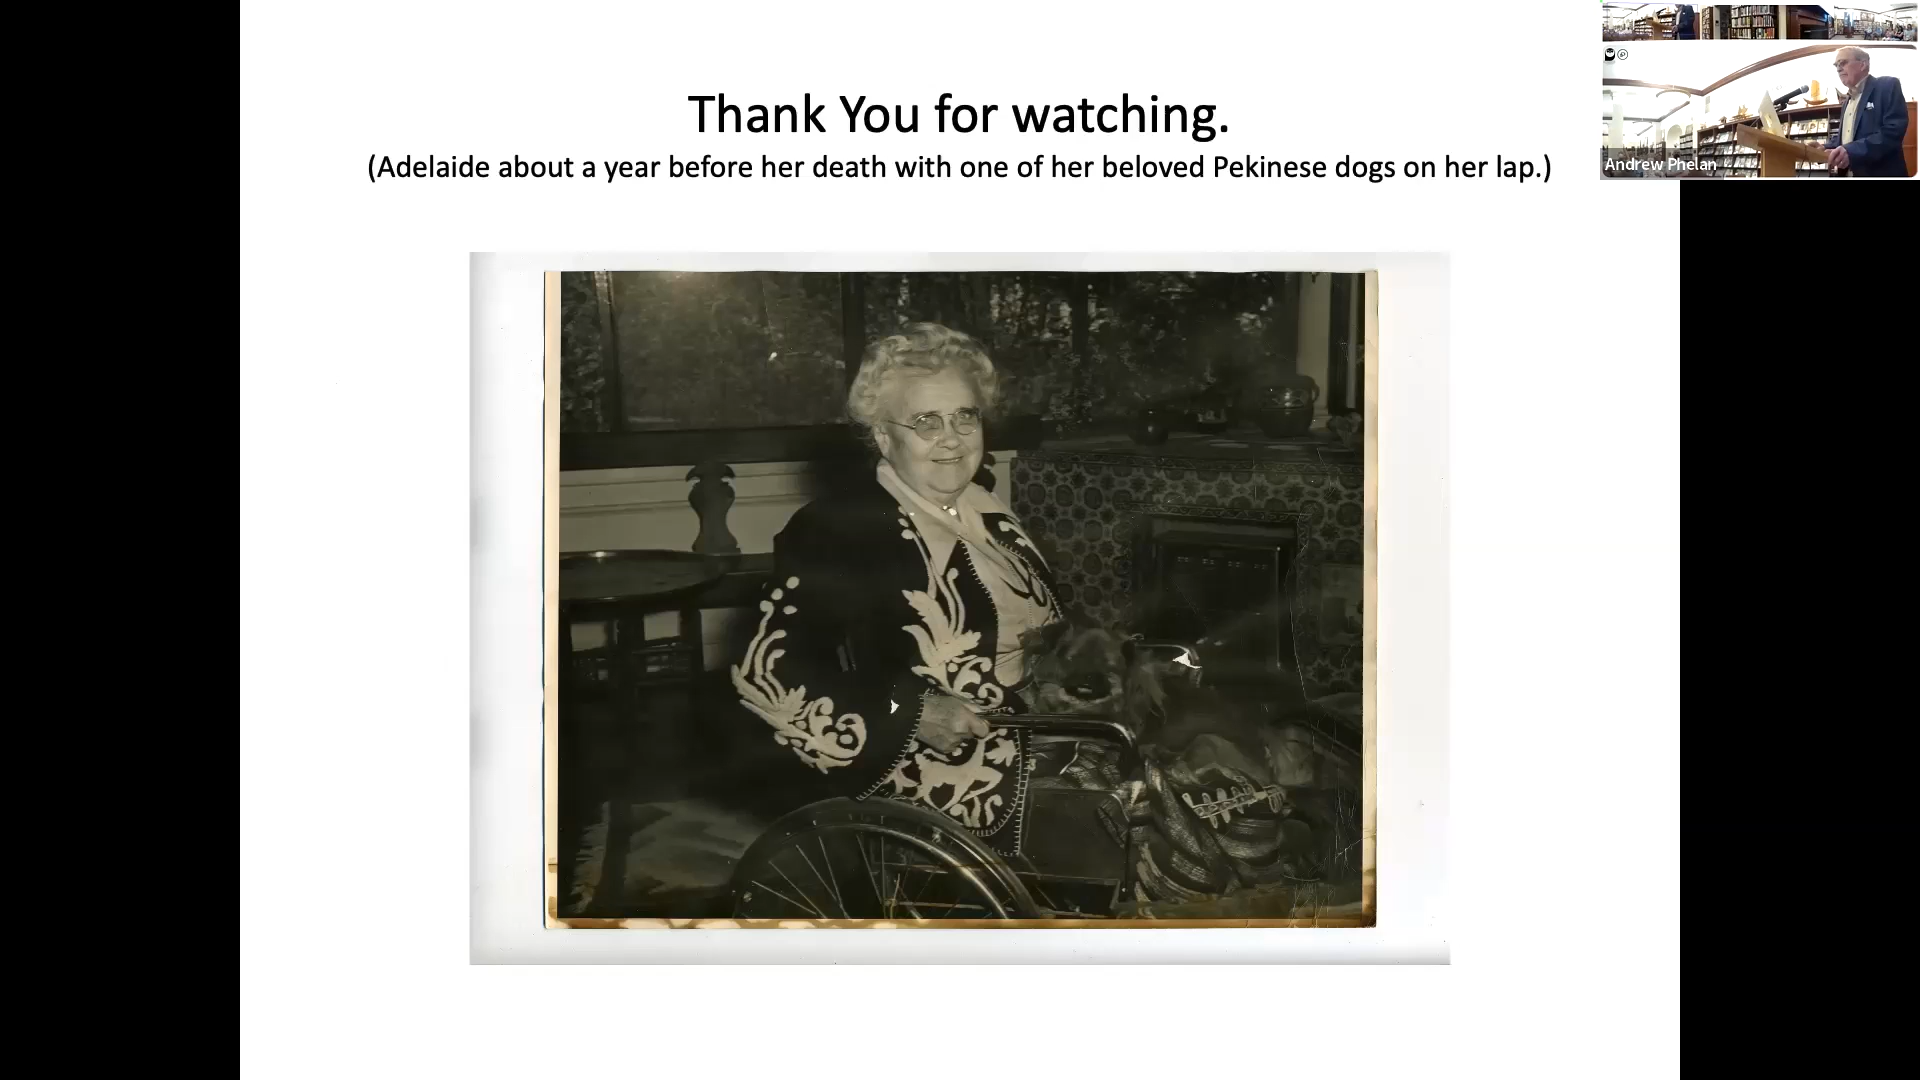 Thank You for watching.
(Adelaide about a year before her death with one of her beloved Pekinese dogs on her lap.)
Andrew Phelan